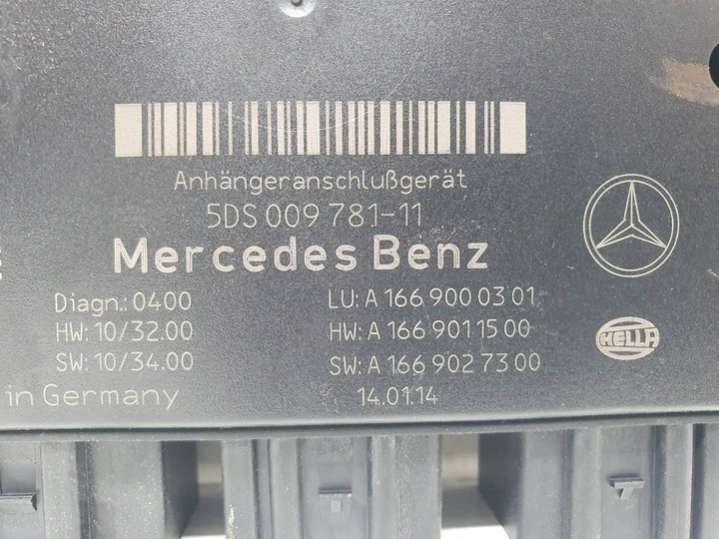 Anhängeranschlußgerät
5DS 009 781-11
Mercedes Benz
Diagn.: 0400
HW: 10/32.00
SW: 10/34.00
in Germany
LU: A 166 900 03 01
HW: A 166 901 15 00
SW: A 166 902 73 00
14.01.14
HELLA